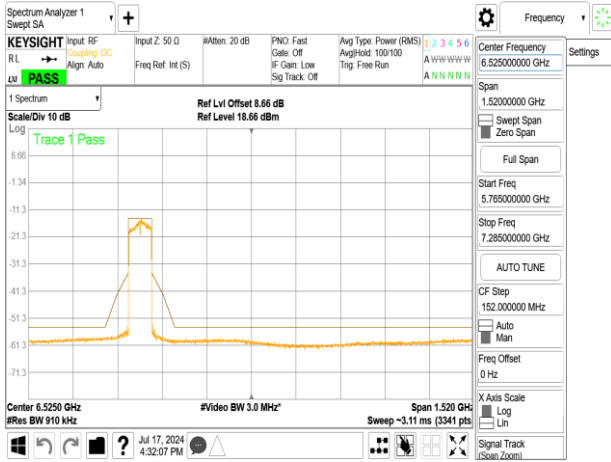 Spectrum Analyzer 1
Swept SA
+
Frequency
KEYSIGHT
RL
PASS
Input: RF
Coupling: DC
Align: Auto
Input Z: 50 Ω
Freq Ref: Int (S)
#Atten: 20 dB
PNO: Fast
Gate: Off
IF Gain: Low
Sig Track: Off
Avg Type: Power (RMS)
Avg|Hold: 100/100
Trig: Free Run
1 2 3 4 5 6
A W W W W W
A N N N N N
Center Frequency
6.525000000 GHz
Settings
Span
1.52000000 GHz
Swept Span
Zero Span
Full Span
Start Freq
5.765000000 GHz
Stop Freq
7.285000000 GHz
AUTO TUNE
CF Step
152.000000 MHz
Auto
Man
Freq Offset
0 Hz
X Axis Scale
Log
Lin
Signal Track
(Span Zoom)
1 Spectrum
Scale/Div 10 dB
Ref Lvl Offset 8.66 dB
Ref Level 18.66 dBm
Log
Trace 1 Pass
8.66
-1.34
-11.3
-21.3
-31.3
-41.3
-51.3
-61.3
-71.3
Center 6.5250 GHz
#Video BW 3.0 MHz*
Span 1.520 GHz
#Res BW 910 kHz
Sweep ~3.11 ms (3341 pts)
?
Jul 17, 2024
4:32:07 PM